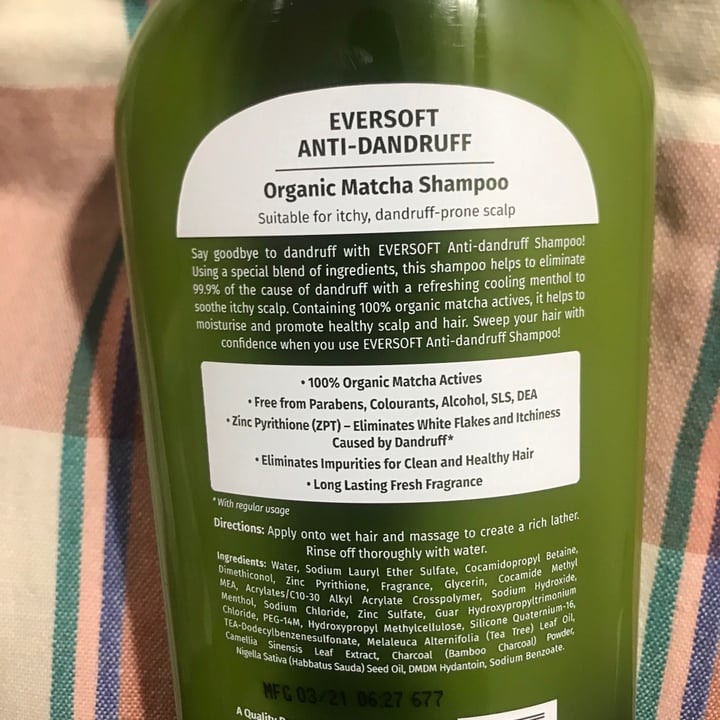 EVERSOFT
ANTI-DANDRUFF
Organic Matcha Shampoo
Suitable for itchy, dandruff-prone scalp
Say goodbye to dandruff with EVERSOFT Anti-dandruff Shampoo!
Using a special blend of ingredients, this shampoo helps to eliminate
99.9% of the cause of dandruff with a refreshing cooling menthol to
soothe itchy scalp. Containing 100% organic matcha actives, it helps to
moisturise and promote healthy scalp and hair. Sweep your hair with
confidence when you use EVERSOFT Anti-dandruff Shampoo!
• 100% Organic Matcha Actives
• Free from Parabens, Colourants, Alcohol, SLS, DEA
• Zinc Pyrithione (ZPT) – Eliminates White Flakes and Itchiness
Caused by Dandruff*
• Eliminates Impurities for Clean and Healthy Hair
• Long Lasting Fresh Fragrance
* With regular usage
Directions: Apply onto wet hair and massage to create a rich lather.
Rinse off thoroughly with water.
Ingredients: Water, Sodium Lauryl Ether Sulfate, Cocamidopropyl Betaine,
Dimethiconol, Zinc Pyrithione, Fragrance, Glycerin, Cocamide Methyl
MEA, Acrylates/C10-30 Alkyl Acrylate Crosspolymer, Sodium Hydroxide,
Menthol, Sodium Chloride, Zinc Sulfate, Guar Hydroxypropyltrimonium
Chloride, PEG-14M, Hydroxypropyl Methylcellulose, Silicone Quaternium-16,
TEA-Dodecylbenzenesulfonate, Melaleuca Alternifolia (Tea Tree) Leaf Oil,
Camellia Sinensis Leaf Extract, Charcoal (Bamboo Charcoal) Powder,
Nigella Sativa (Habbatus Sauda) Seed Oil, DMDM Hydantoin, Sodium Benzoate.
MFG 03/21 06:27 677
A Quality